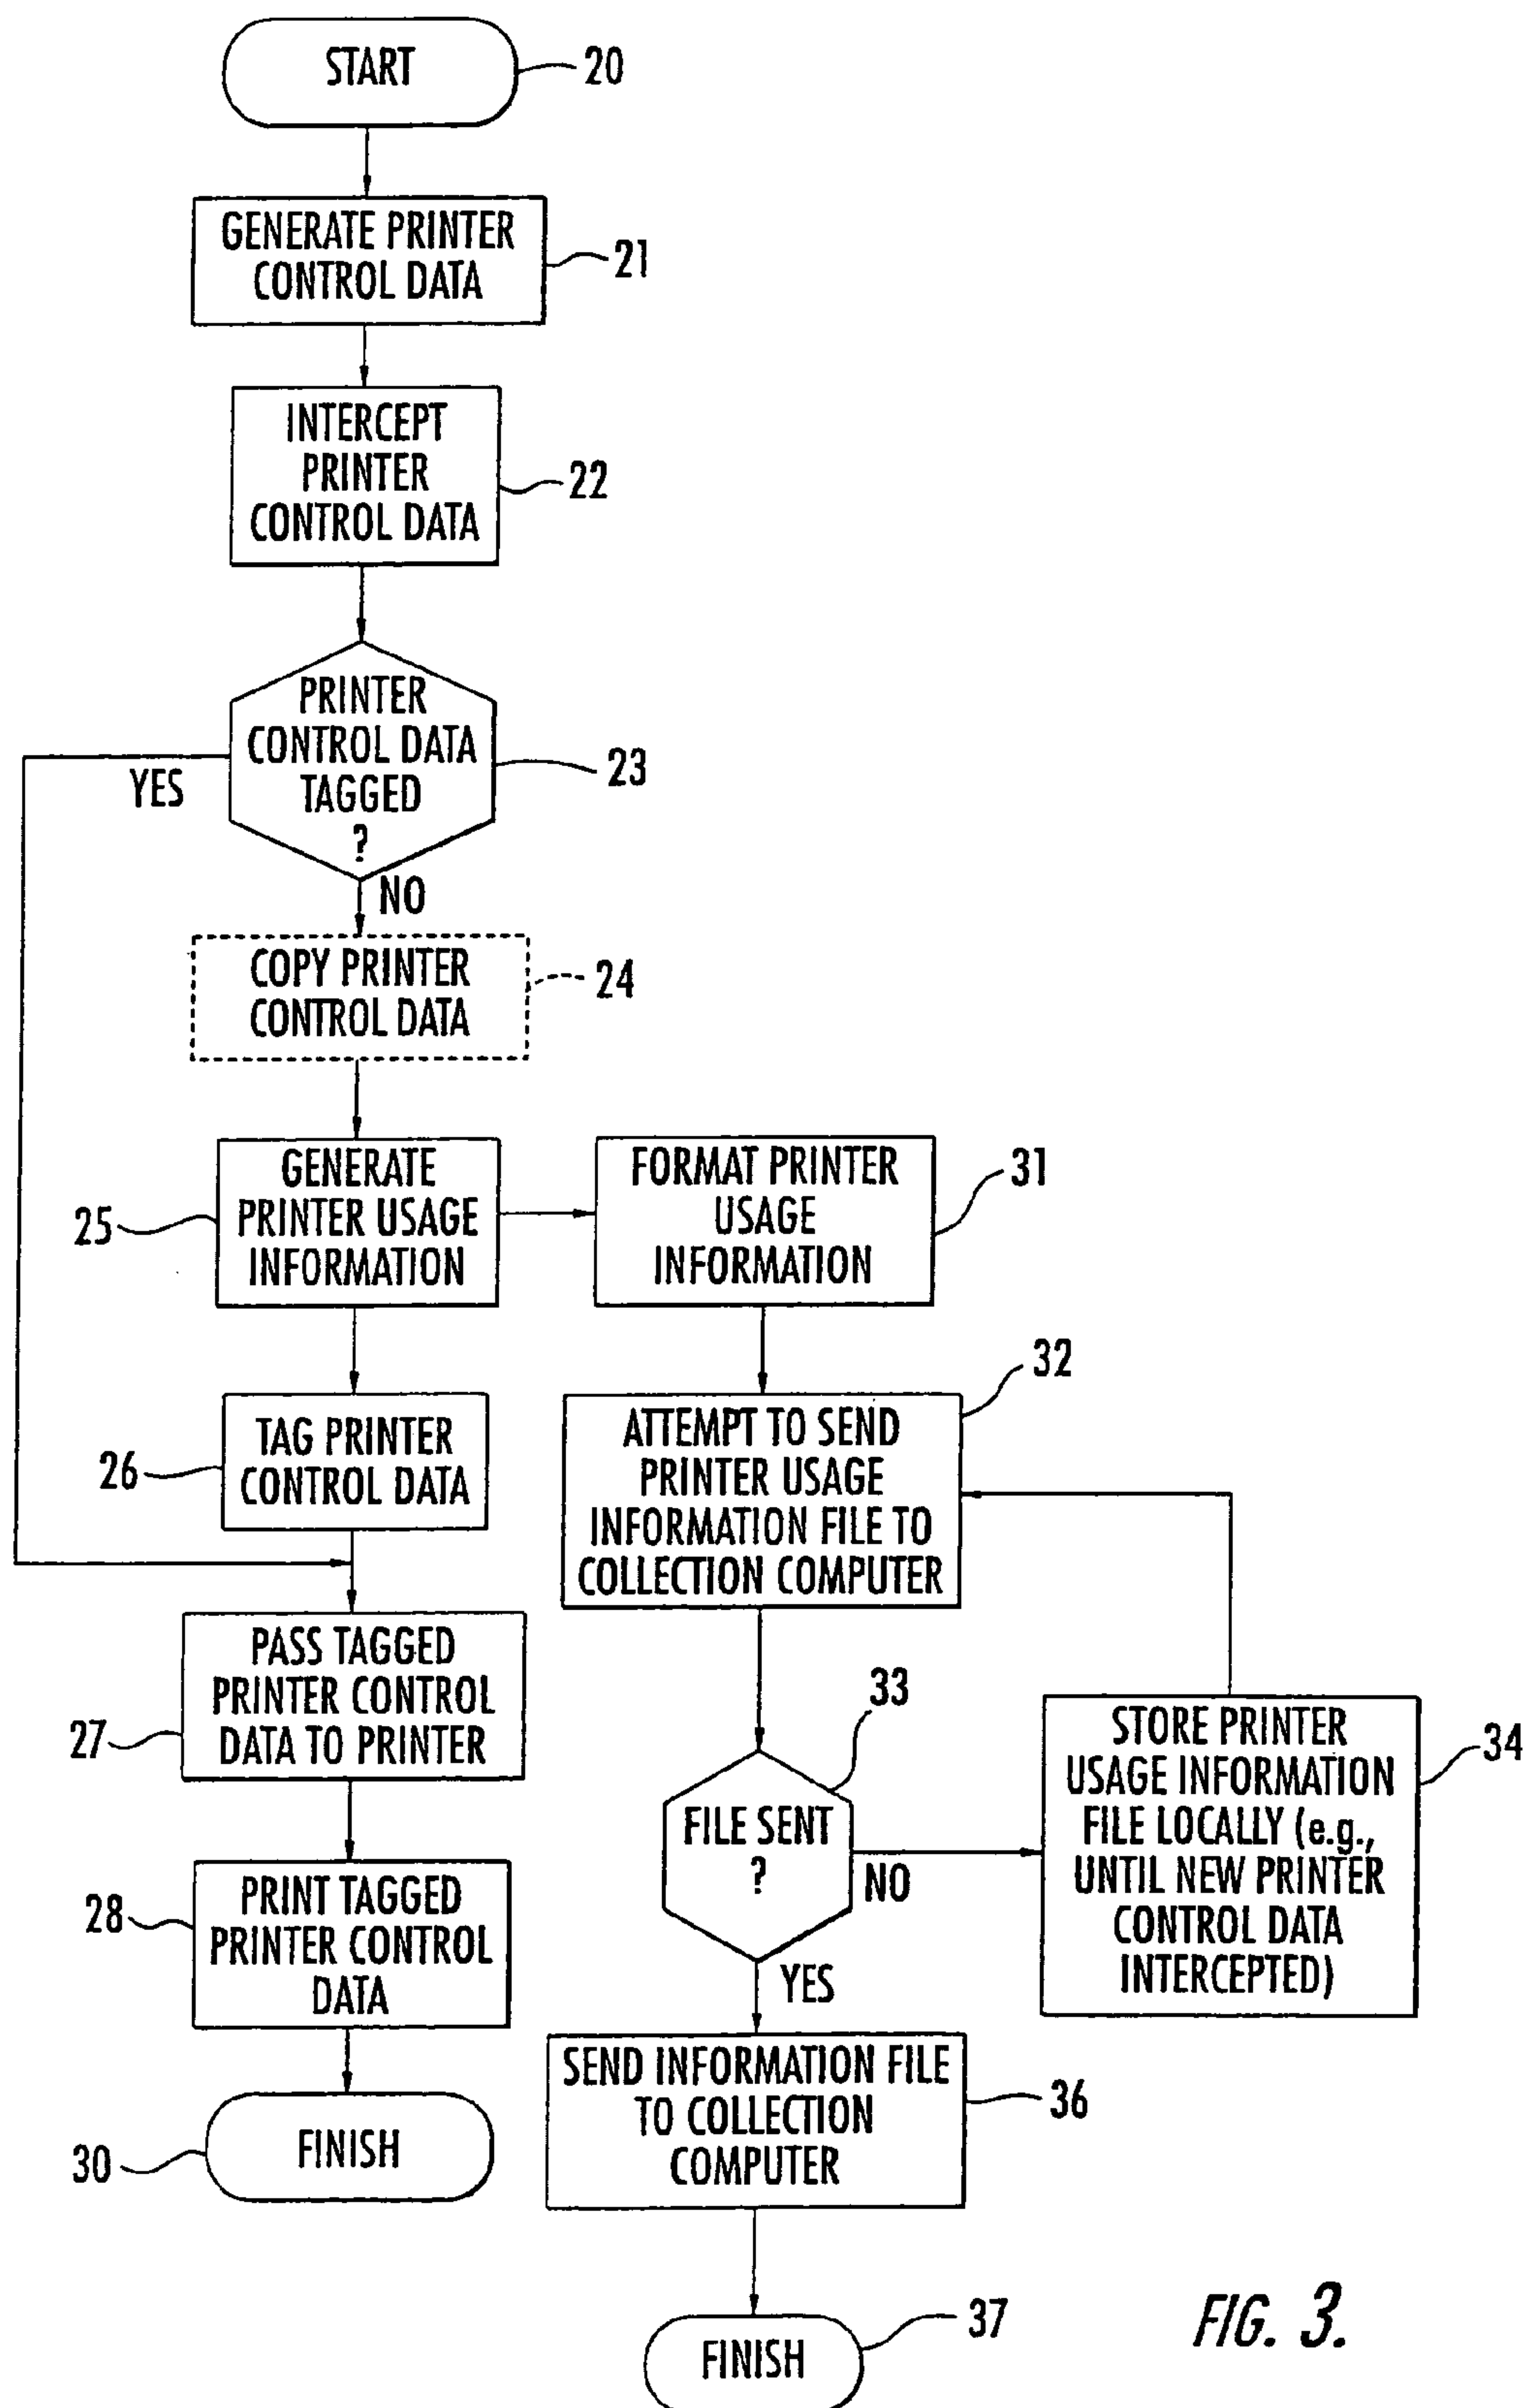 START
20
GENERATE PRINTER
CONTROL DATA
21
INTERCEPT
PRINTER
CONTROL DATA
22
PRINTER
CONTROL DATA
TAGGED
?
23
YES
NO
COPY PRINTER
CONTROL DATA
24
GENERATE
PRINTER USAGE
INFORMATION
25
FORMAT PRINTER
USAGE
INFORMATION
31
TAG PRINTER
CONTROL DATA
26
ATTEMPT TO SEND
PRINTER USAGE
INFORMATION FILE TO
COLLECTION COMPUTER
32
PASS TAGGED
PRINTER CONTROL
DATA TO PRINTER
27
FILE SENT
?
33
NO
YES
STORE PRINTER
USAGE INFORMATION
FILE LOCALLY (e.g.,
UNTIL NEW PRINTER
CONTROL DATA
INTERCEPTED)
34
PRINT TAGGED
PRINTER CONTROL
DATA
28
SEND INFORMATION FILE
TO COLLECTION
COMPUTER
36
FINISH
30
FINISH
37
FIG. 3.